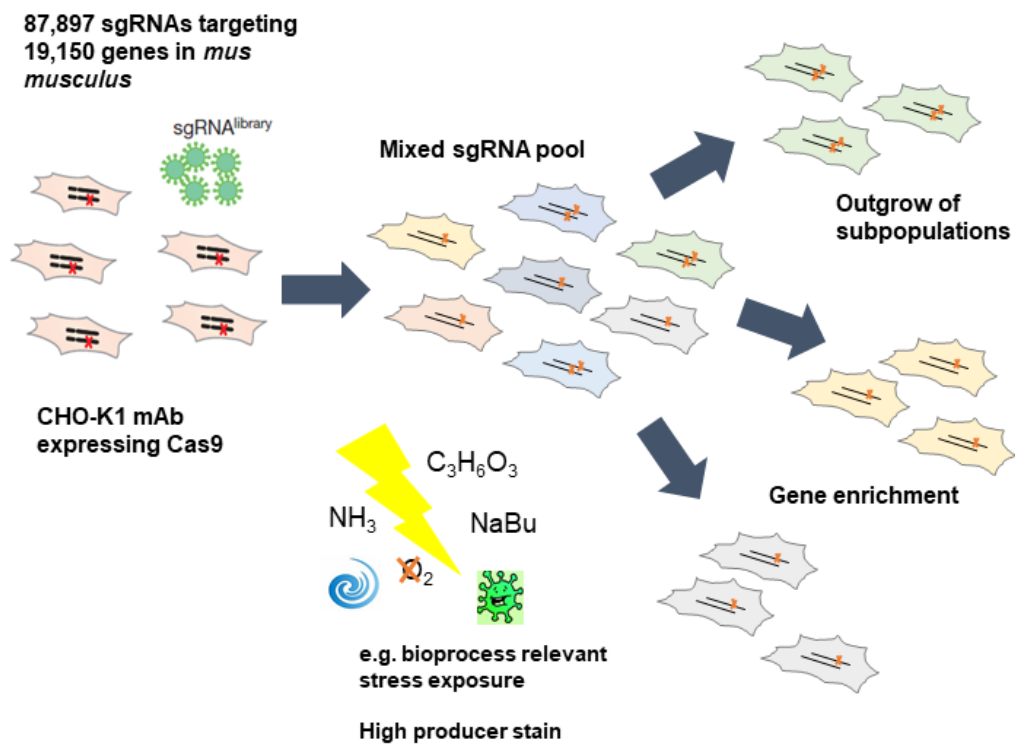 87,897 sgRNAs targeting
19,150 genes in mus
musculus
sgRNAlibrary
Mixed sgRNA pool
Outgrow of
subpopulations
CHO-K1 mAb
expressing Cas9
C₃H₆O₃
NH₃
NaBu
O₂
Gene enrichment
e.g. bioprocess relevant
stress exposure
High producer stain